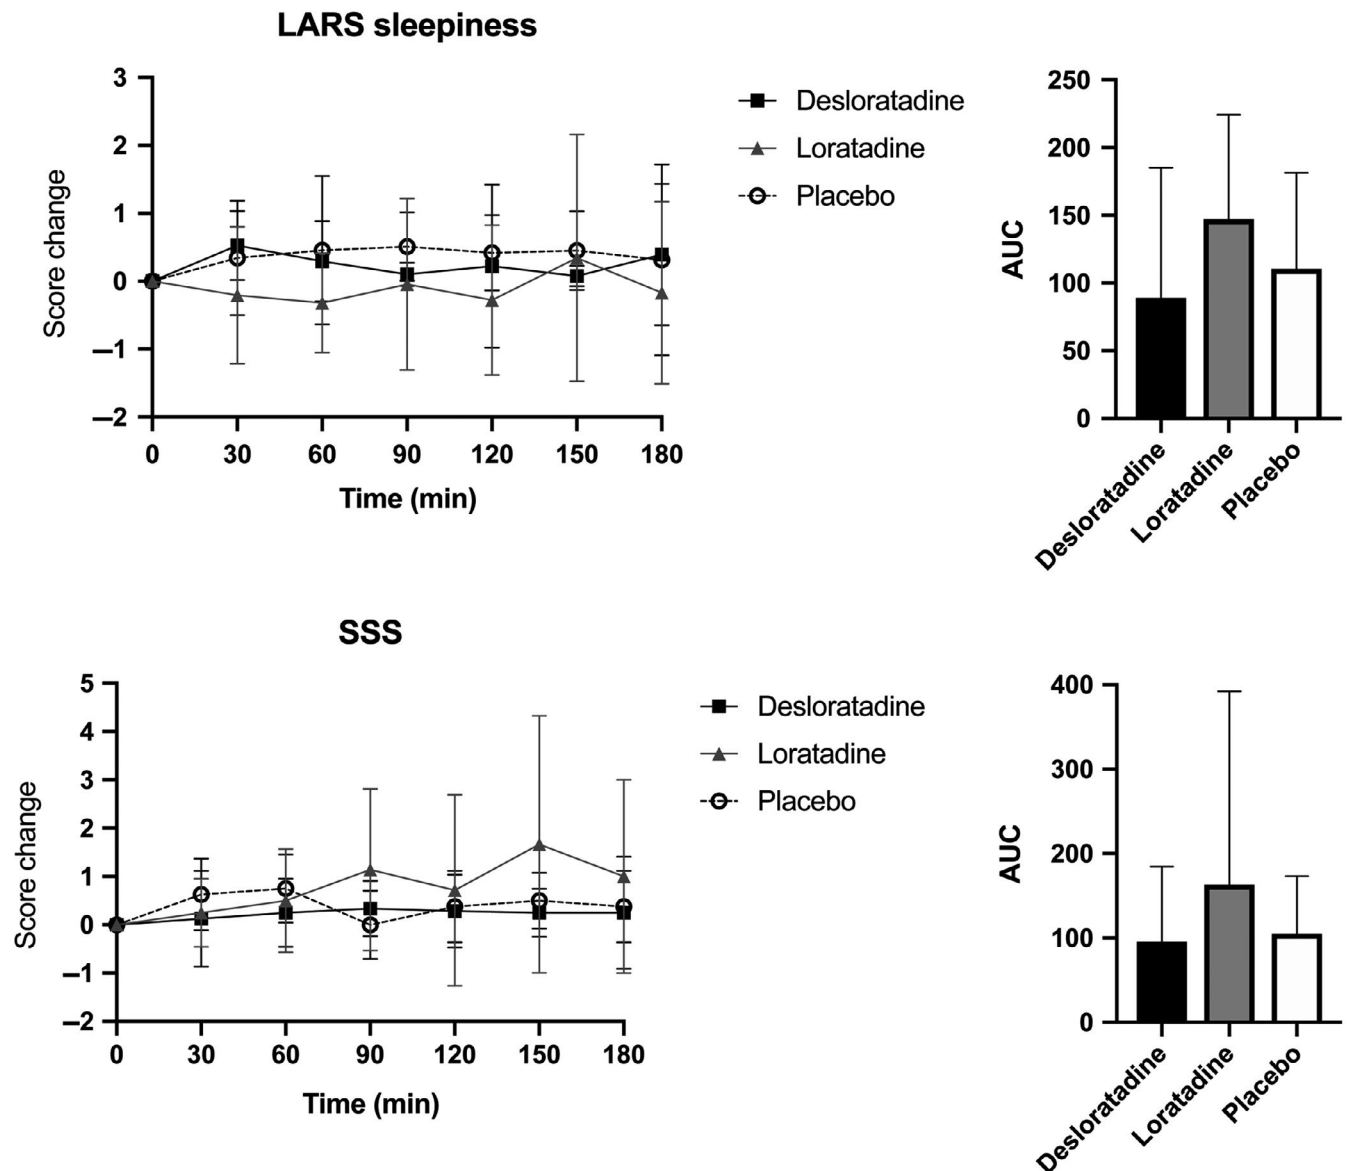 LARS sleepiness
3
2
1
0
–1
–2
Score change
0 30 60 90 120 150 180
Time (min)
Desloratadine
Loratadine
Placebo
250
200
150
100
50
0
AUC
Desloratadine
Loratadine
Placebo
SSS
5
4
3
2
1
0
–1
–2
Score change
0 30 60 90 120 150 180
Time (min)
Desloratadine
Loratadine
Placebo
400
300
200
100
0
AUC
Desloratadine
Loratadine
Placebo